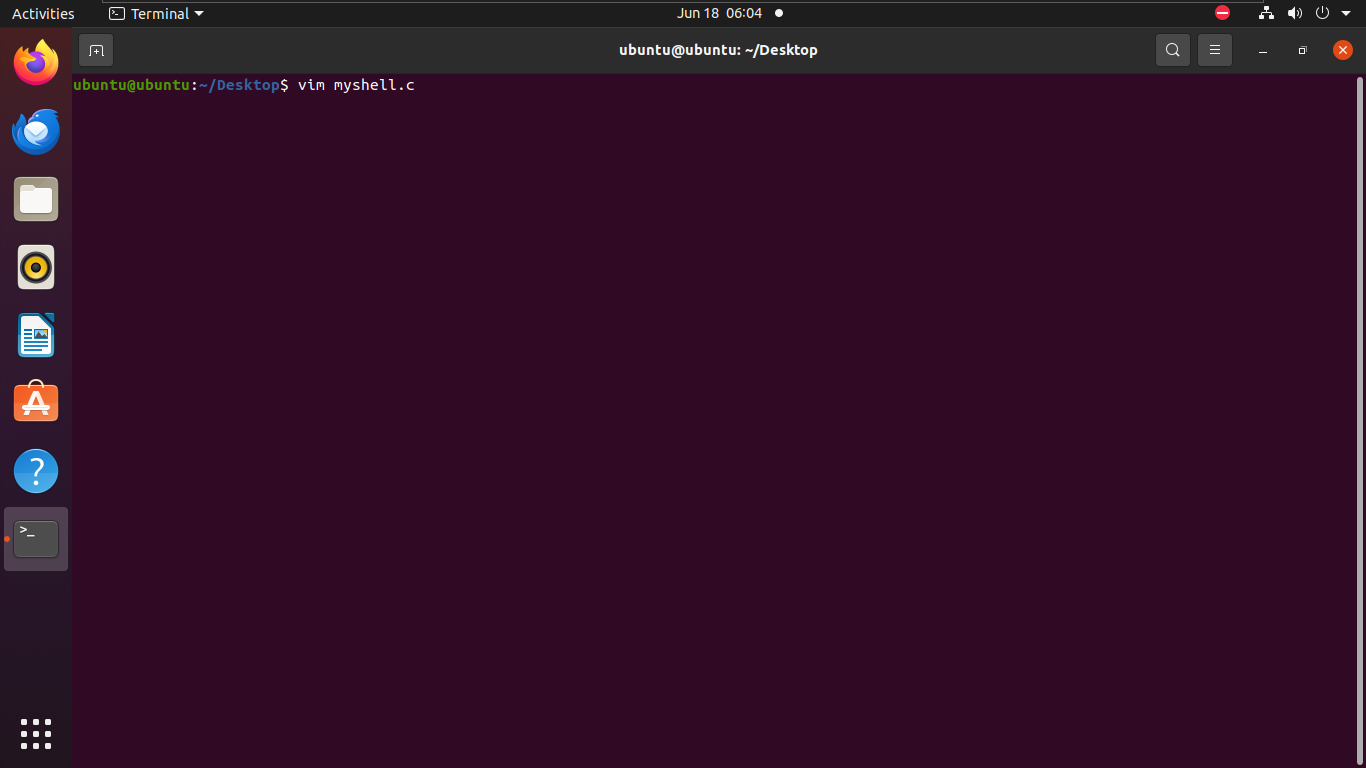 Activities Terminal Jun 18 06:04
ubuntu@ubuntu: ~/Desktop
ubuntu@ubuntu:~/Desktop$ vim myshell.c